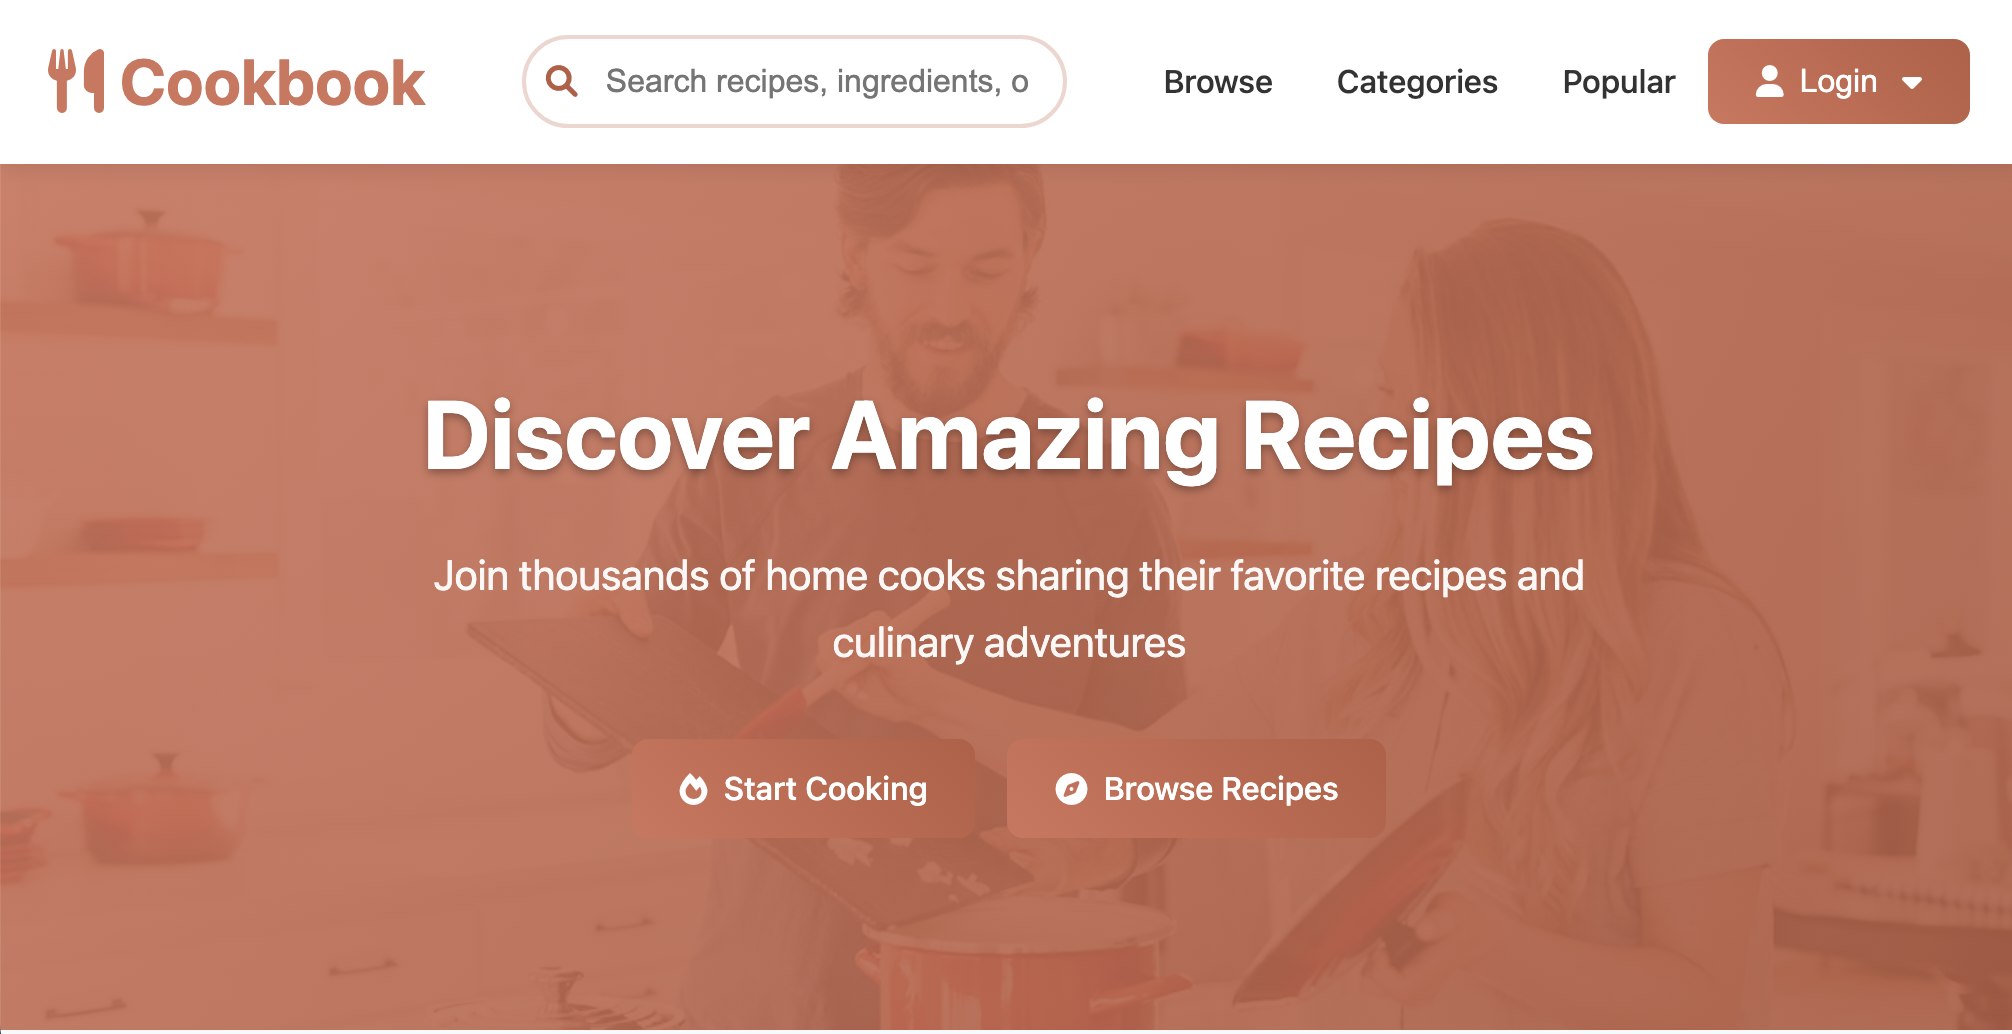 Cookbook
Search recipes, ingredients, o
Browse
Categories
Popular
Login
Discover Amazing Recipes
Join thousands of home cooks sharing their favorite recipes and
culinary adventures
Start Cooking
Browse Recipes